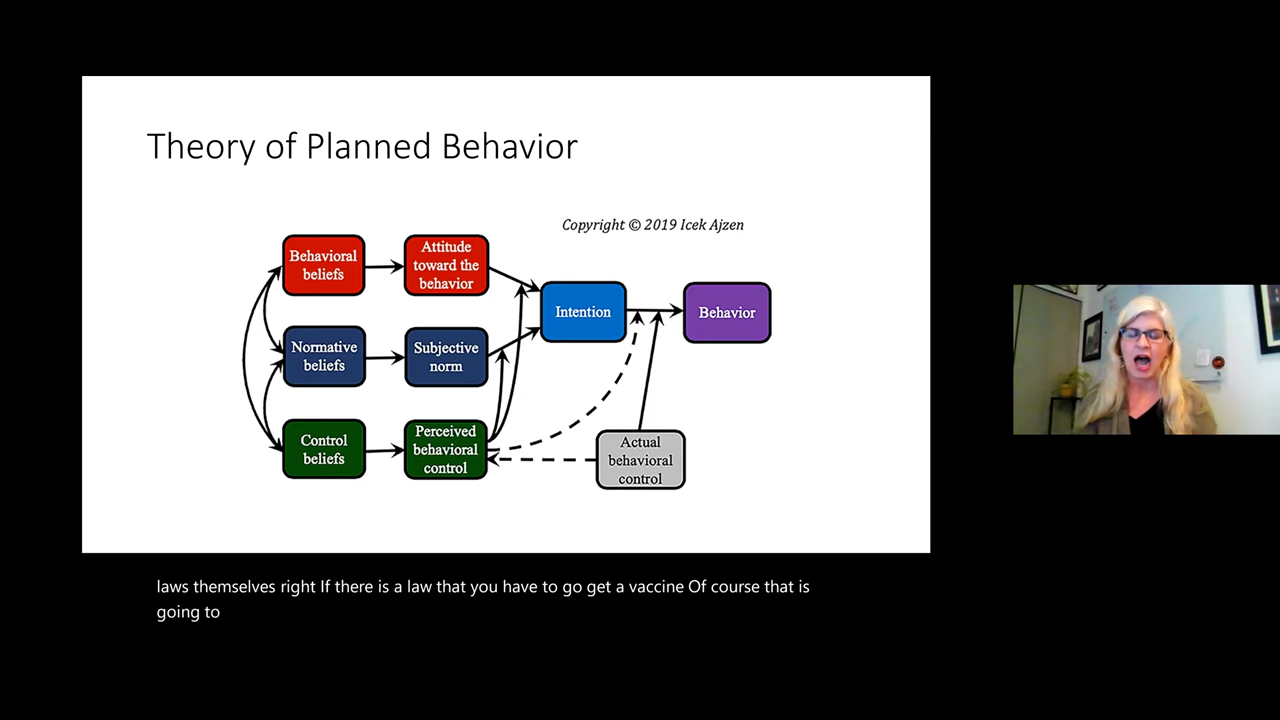 Theory of Planned Behavior
Copyright © 2019 Icek Ajzen
Behavioral
beliefs
Attitude
toward the
behavior
Normative
beliefs
Subjective
norm
Control
beliefs
Perceived
behavioral
control
Intention
Behavior
Actual
behavioral
control
laws themselves right If there is a law that you have to go get a vaccine Of course that is
going to